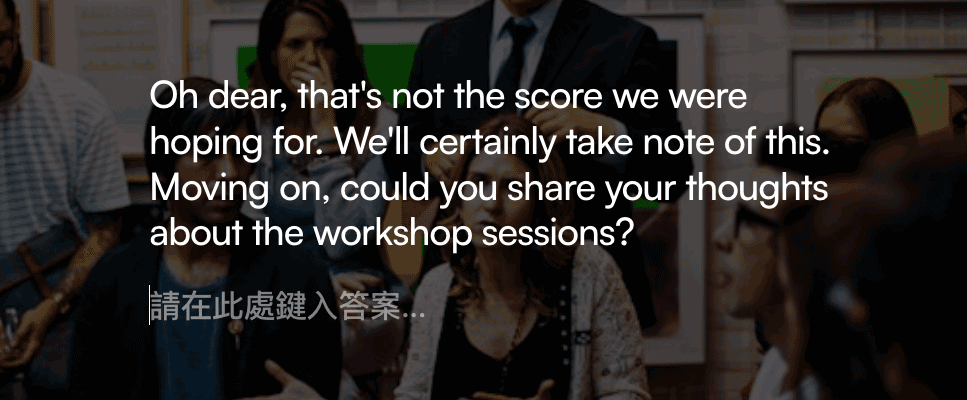 Oh dear, that's not the score we were
hoping for. We'll certainly take note of this.
Moving on, could you share your thoughts
about the workshop sessions?
請在此處鍵入答案...